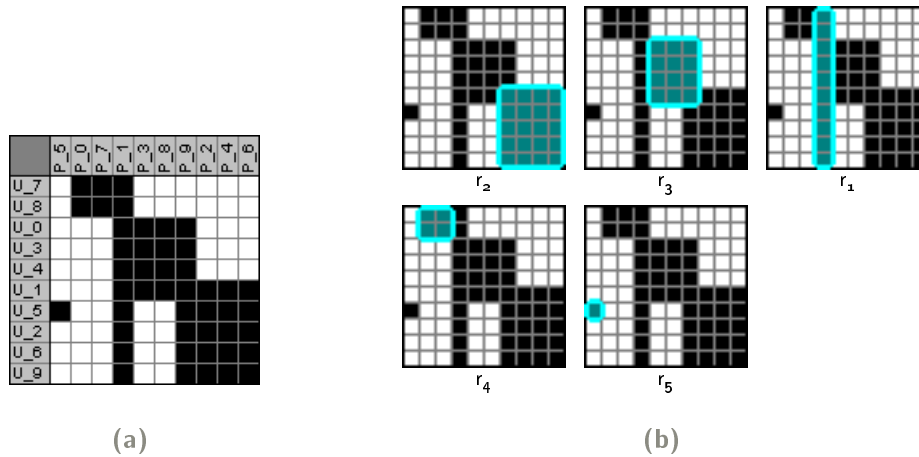 P_5 P_0 P_7 P_1 P_3 P_8 P_9 P_2 P_4 P_6
U_7
U_8
U_0
U_3
U_4
U_1
U_5
U_2
U_6
U_9
(a)
r2 r3 r1
r4 r5
(b)